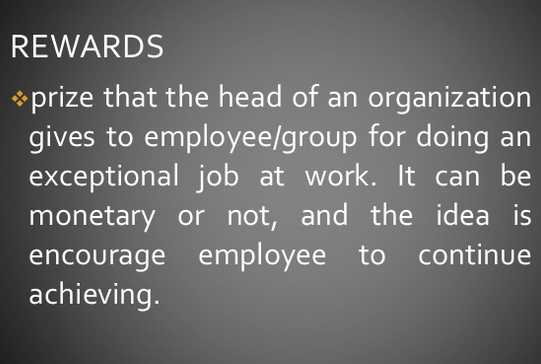 REWARDS
❖prize that the head of an organization
gives to employee/group for doing an
exceptional job at work. It can be
monetary or not, and the idea is
encourage employee to continue
achieving.